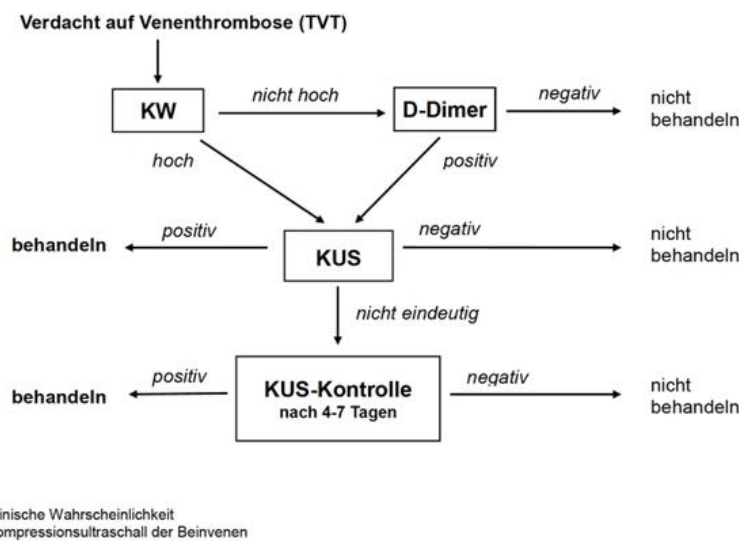 Verdacht auf Venenthrombose (TVT)
KW
nicht hoch
D-Dimer
negativ
nicht
behandeln
hoch
positiv
behandeln
positiv
KUS
negativ
nicht
behandeln
nicht eindeutig
behandeln
positiv
KUS-Kontrolle
nach 4-7 Tagen
negativ
nicht
behandeln
inische Wahrscheinlichkeit
ompressionsultraschall der Beinvenen